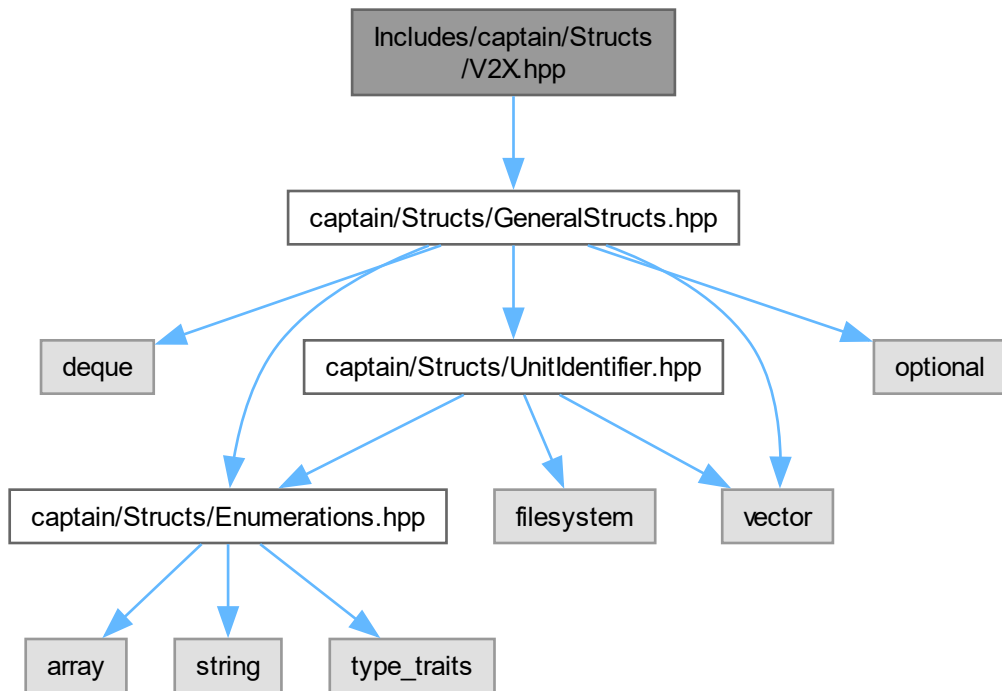 Includes/captain/Structs
/V2X.hpp
captain/Structs/GeneralStructs.hpp
deque
captain/Structs/UnitIdentifier.hpp
optional
captain/Structs/Enumerations.hpp
filesystem
vector
array
string
type_traits